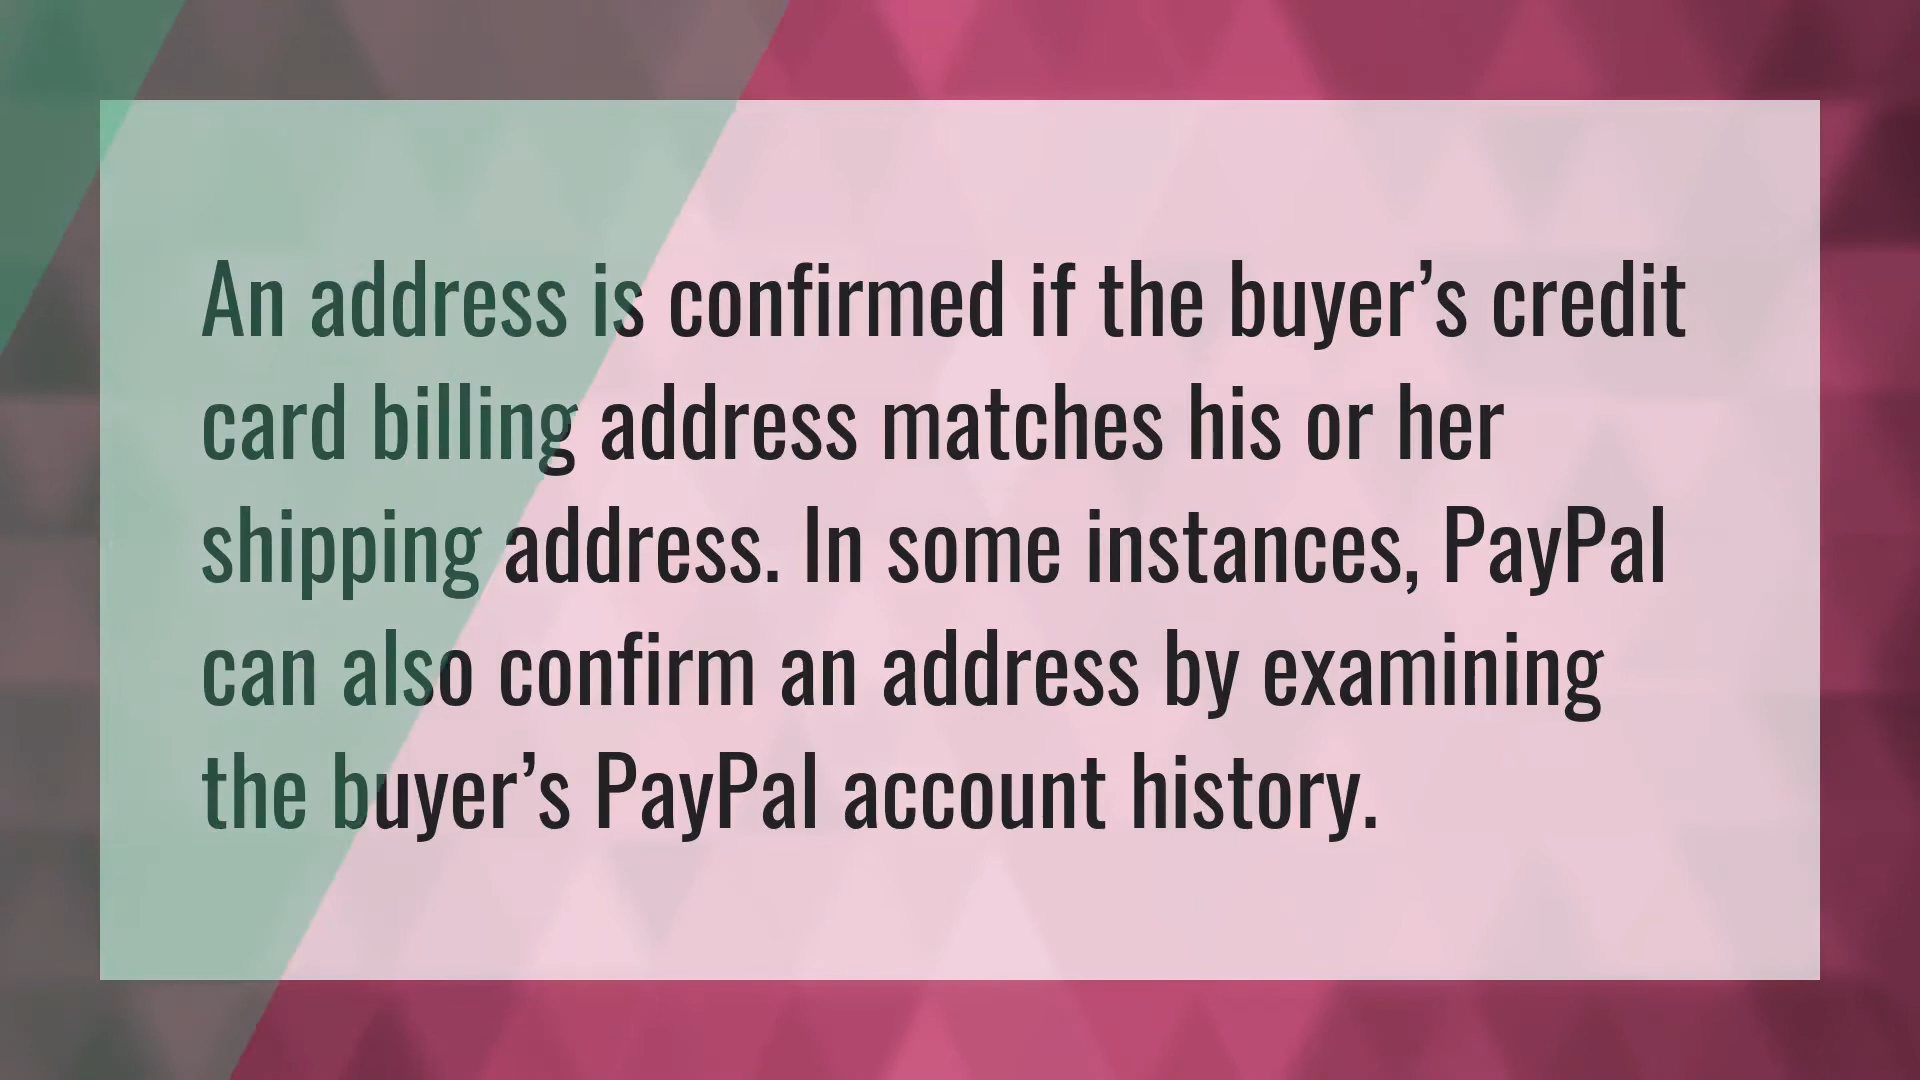 An address is confirmed if the buyer’s credit
card billing address matches his or her
shipping address. In some instances, PayPal
can also confirm an address by examining
the buyer’s PayPal account history.